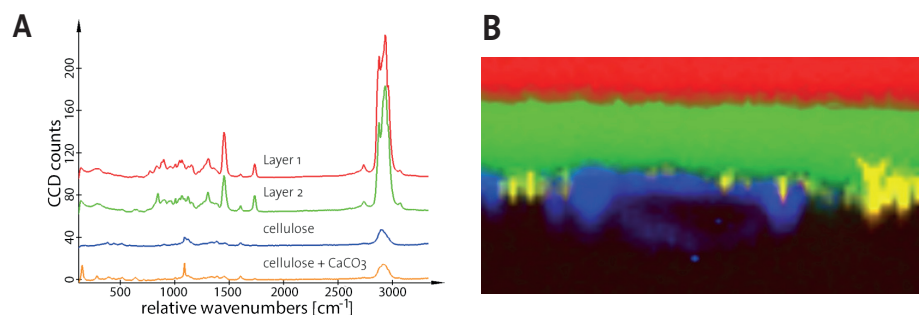 A
B
CCD counts
200
160
120
80
40
0
Layer 1
Layer 2
cellulose
cellulose + CaCO3
500
1000
1500
2000
2500
3000
relative wavenumbers [cm⁻¹]